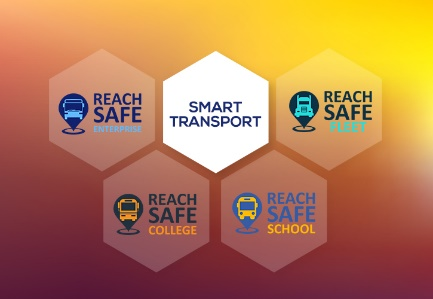 REACH
SAFE
ENTERPRISE
SMART
TRANSPORT
REACH
SAFE
FLEET
REACH
SAFE
COLLEGE
REACH
SAFE
SCHOOL